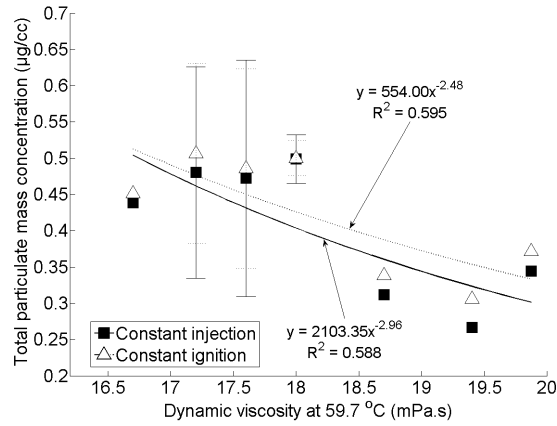 Total particulate mass concentration (µg/cc)
0.7
0.65
0.6
0.55
0.5
0.45
0.4
0.35
0.3
0.25
0.2
y = 554.00x^-2.48
R^2 = 0.595
y = 2103.35x^-2.96
R^2 = 0.588
Constant injection
Constant ignition
16.5 17 17.5 18 18.5 19 19.5 20
Dynamic viscosity at 59.7 °C (mPa.s)